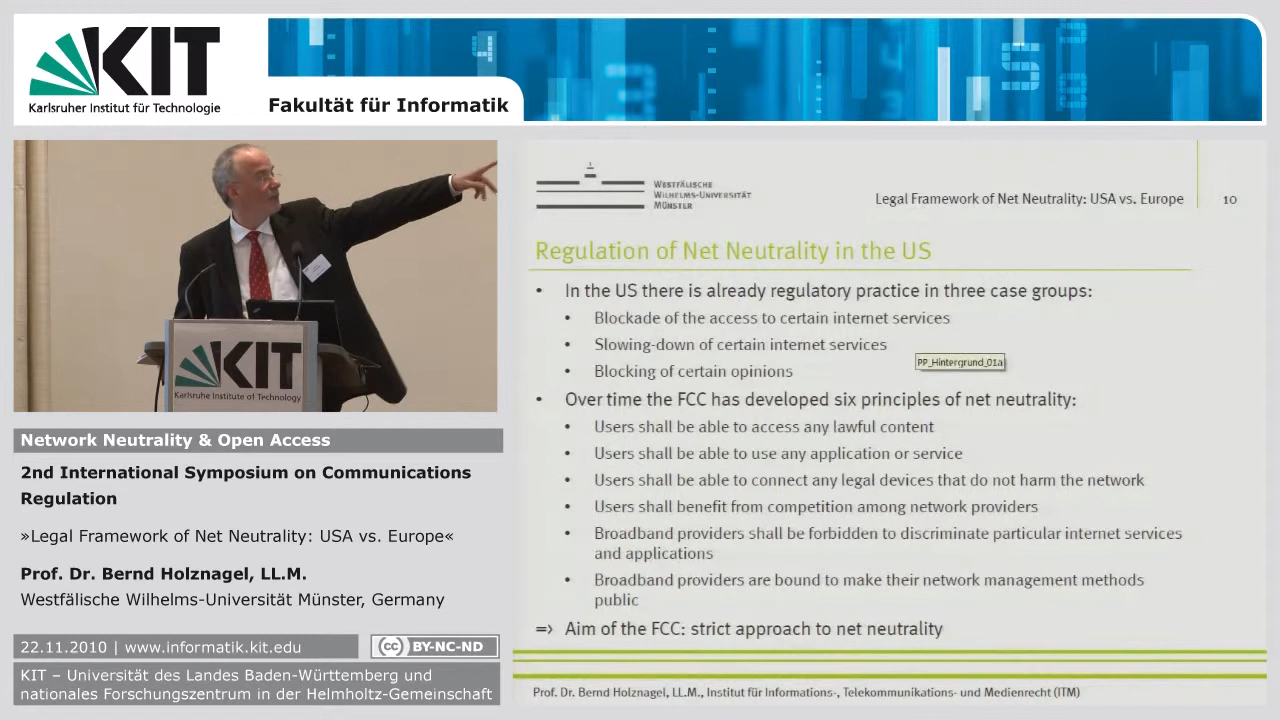 KIT
Karlsruher Institut für Technologie
Fakultät für Informatik
KIT
Karlsruhe Institute of Technology
Network Neutrality & Open Access
2nd International Symposium on Communications
Regulation
»Legal Framework of Net Neutrality: USA vs. Europe«
Prof. Dr. Bernd Holznagel, LL.M.
Westfälische Wilhelms-Universität Münster, Germany
22.11.2010 | www.informatik.kit.edu
cc BY-NC-ND
KIT – Universität des Landes Baden-Württemberg und
nationales Forschungszentrum in der Helmholtz-Gemeinschaft
Westfälische
Wilhelms-Universität
Münster
Legal Framework of Net Neutrality: USA vs. Europe 10
Regulation of Net Neutrality in the US
• In the US there is already regulatory practice in three case groups:
• Blockade of the access to certain internet services
• Slowing-down of certain internet services
PP_Hintergrund_01a
• Blocking of certain opinions
• Over time the FCC has developed six principles of net neutrality:
• Users shall be able to access any lawful content
• Users shall be able to use any application or service
• Users shall be able to connect any legal devices that do not harm the network
• Users shall benefit from competition among network providers
• Broadband providers shall be forbidden to discriminate particular internet services
and applications
• Broadband providers are bound to make their network management methods
public
=> Aim of the FCC: strict approach to net neutrality
Prof. Dr. Bernd Holznagel, LL.M., Institut für Informations-, Telekommunikations- und Medienrecht (ITM)